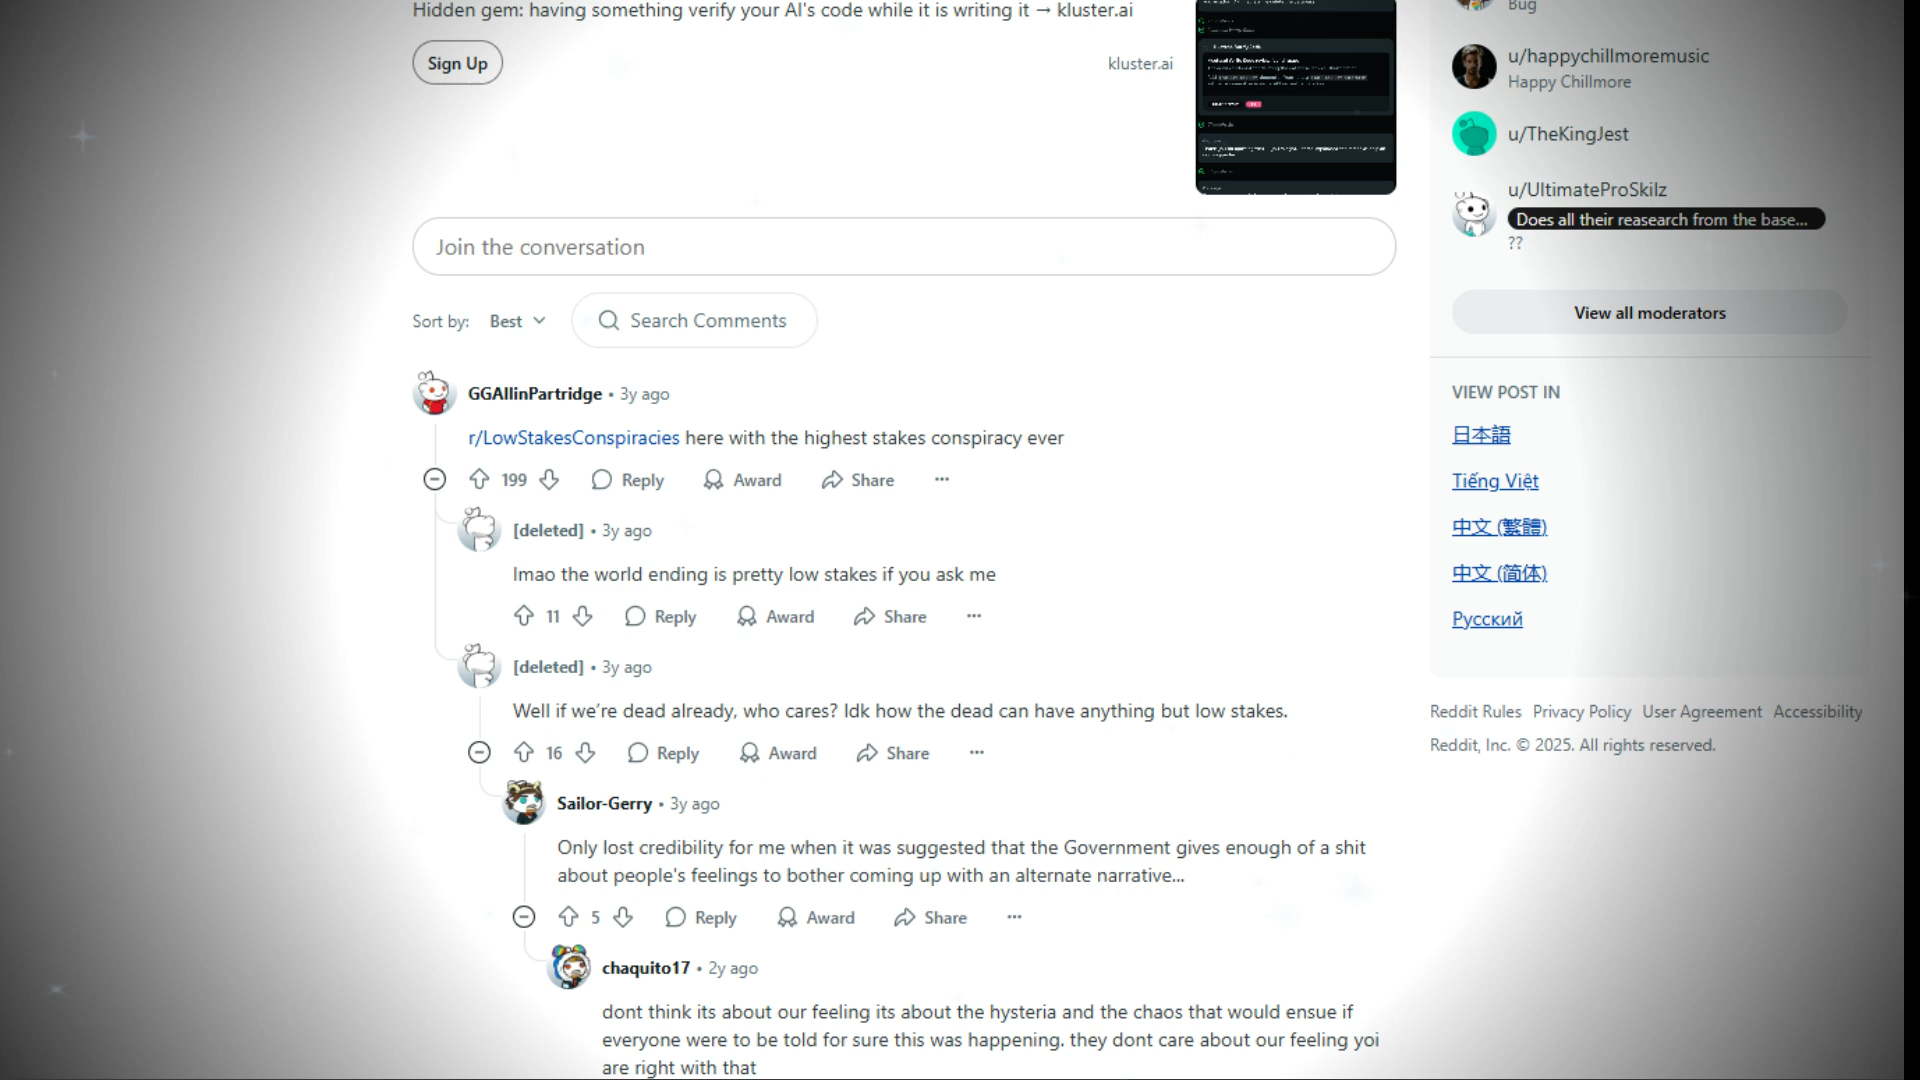 Hidden gem: having something verify your AI's code while it is writing it → kluster.ai
Sign Up
kluster.ai
Join the conversation
Sort by: Best
Search Comments
GGAllinPartridge • 3y ago
r/LowStakesConspiracies here with the highest stakes conspiracy ever
199 Reply Award Share ...
[deleted] • 3y ago
lmao the world ending is pretty low stakes if you ask me
11 Reply Award Share ...
[deleted] • 3y ago
Well if we’re dead already, who cares? Idk how the dead can have anything but low stakes.
16 Reply Award Share ...
Sailor-Gerry • 3y ago
Only lost credibility for me when it was suggested that the Government gives enough of a shit
about people's feelings to bother coming up with an alternate narrative...
5 Reply Award Share ...
chaquito17 • 2y ago
dont think its about our feeling its about the hysteria and the chaos that would ensue if
everyone were to be told for sure this was happening. they dont care about our feeling yoi
are right with that
Bug
u/happychillmoremusic
Happy Chillmore
u/TheKingJest
u/UltimateProSkilz
Does all their reasearch from the base...
??
View all moderators
VIEW POST IN
日本語
Tiếng Việt
中文 (繁體)
中文 (简体)
Русский
Reddit Rules Privacy Policy User Agreement Accessibility
Reddit, Inc. © 2025. All rights reserved.